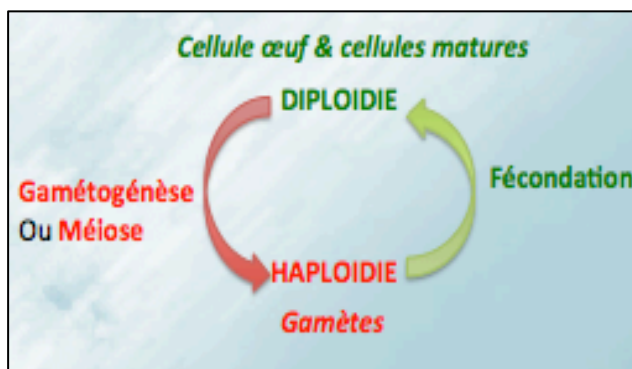 Cellule œuf & cellules matures
DIPLOIDIE
Gamétogénèse
Ou Méiose
Fécondation
HAPLOIDIE
Gamètes